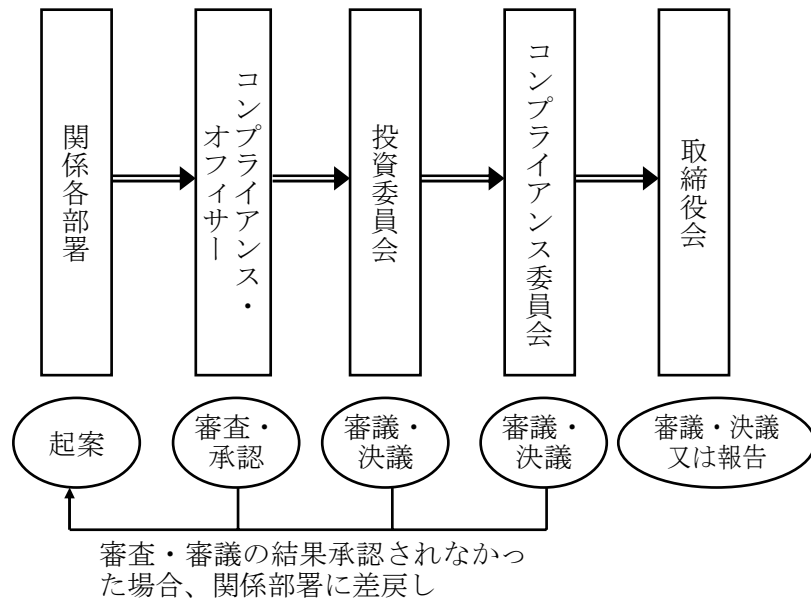 関係各部署
コンプライアンス・
オフィサー
投資委員会
コンプライアンス委員会
取締役会
起案
審査・
承認
審議・
決議
審議・
決議
審議・決議
又は報告
審査・審議の結果承認されなかっ
た場合、関係部署に差戻し